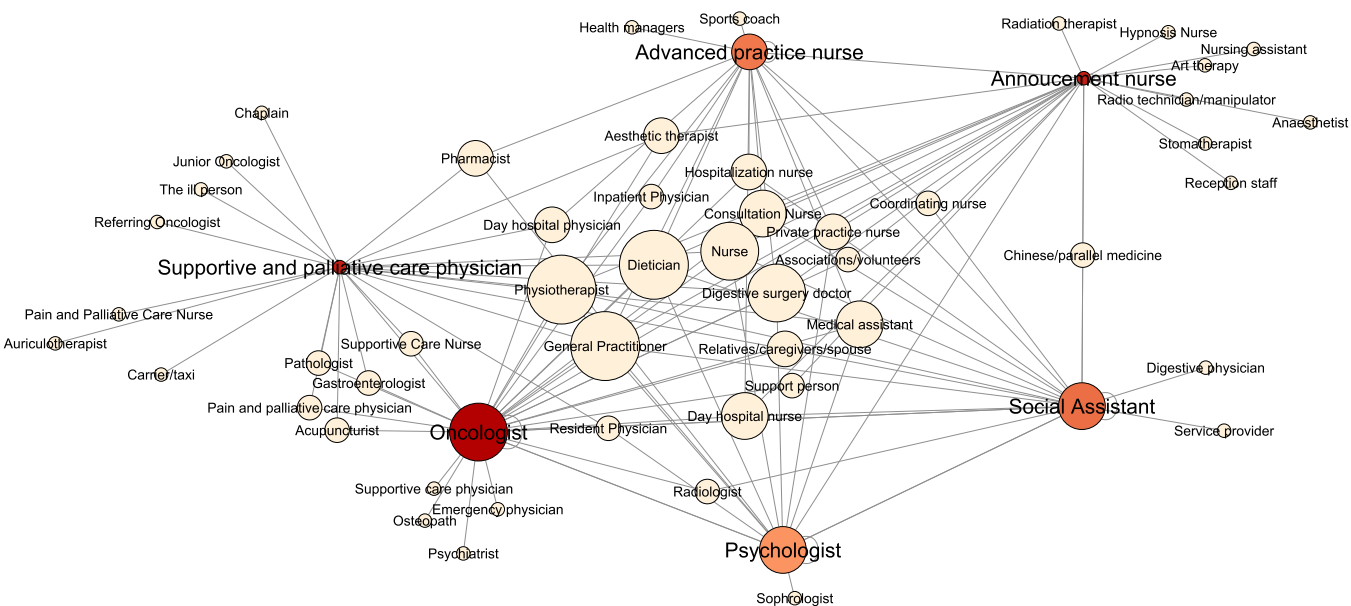 Sports coach
Health managers
Radiation therapist
Hypnosis Nurse
Advanced practice nurse
Nursing assistant
Art therapy
Annoucement nurse
Radio technician/manipulator
Chaplain
Anaesthetist
Aesthetic therapist
Stomatherapist
Junior Oncologist
Pharmacist
Hospitalization nurse
Reception staff
The ill person
Inpatient Physician
Coordinating nurse
Referring Oncologist
Day hospital physician
Consultation Nurse
Private practice nurse
Chinese/parallel medicine
Associations/volunteers
Supportive and palliative care physician
Dietician
Nurse
Physiotherapist
Digestive surgery doctor
Pain and Palliative Care Nurse
Medical assistant
Auriculotherapist
Supportive Care Nurse
General Practitioner
Relatives/caregivers/spouse
Pathologist
Digestive physician
Carrier/taxi
Gastroenterologist
Support person
Pain and palliative care physician
Social Assistant
Day hospital nurse
Acupuncturist
Oncologist
Resident Physician
Service provider
Supportive care physician
Radiologist
Emergency physician
Osteopath
Psychiatrist
Psychologist
Sophrologist